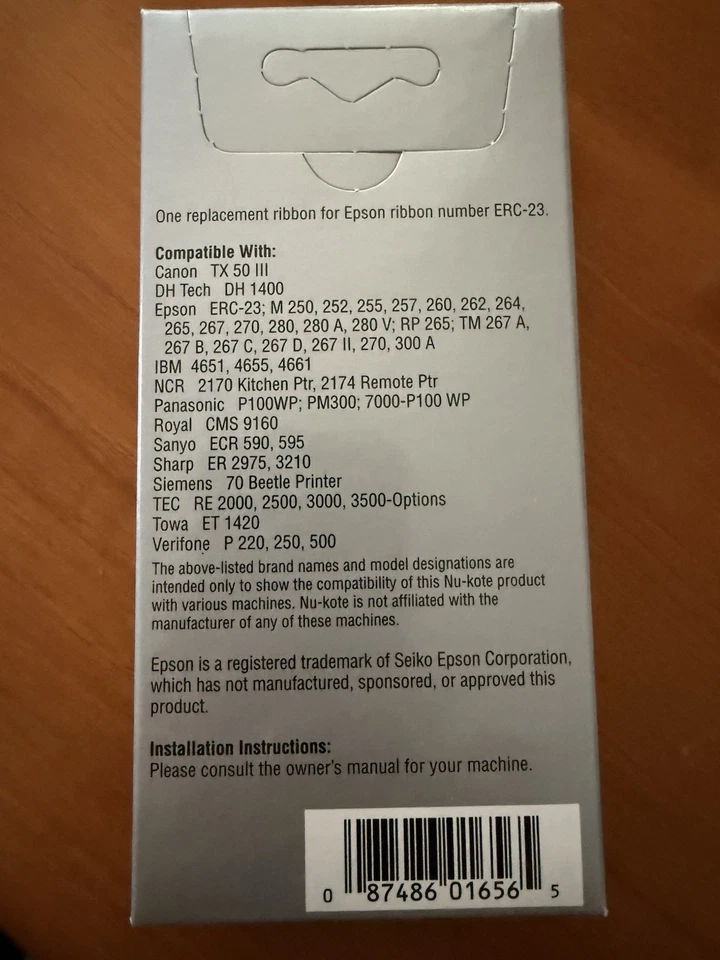 One replacement ribbon for Epson ribbon number ERC-23.
Compatible With:
Canon TX 50 III
DH Tech DH 1400
Epson ERC-23; M 250, 252, 255, 257, 260, 262, 264,
265, 267, 270, 280, 280 A, 280 V; RP 265; TM 267 A,
267 B, 267 C, 267 D, 267 II, 270, 300 A
IBM 4651, 4655, 4661
NCR 2170 Kitchen Ptr, 2174 Remote Ptr
Panasonic P100WP; PM300; 7000-P100 WP
Royal CMS 9160
Sanyo ECR 590, 595
Sharp ER 2975, 3210
Siemens 70 Beetle Printer
TEC RE 2000, 2500, 3000, 3500-Options
Towa ET 1420
Verifone P 220, 250, 500
The above-listed brand names and model designations are
intended only to show the compatibility of this Nu-kote product
with various machines. Nu-kote is not affiliated with the
manufacturer of any of these machines.
Epson is a registered trademark of Seiko Epson Corporation,
which has not manufactured, sponsored, or approved this
product.
Installation Instructions:
Please consult the owner's manual for your machine.
0 87486 01656 5